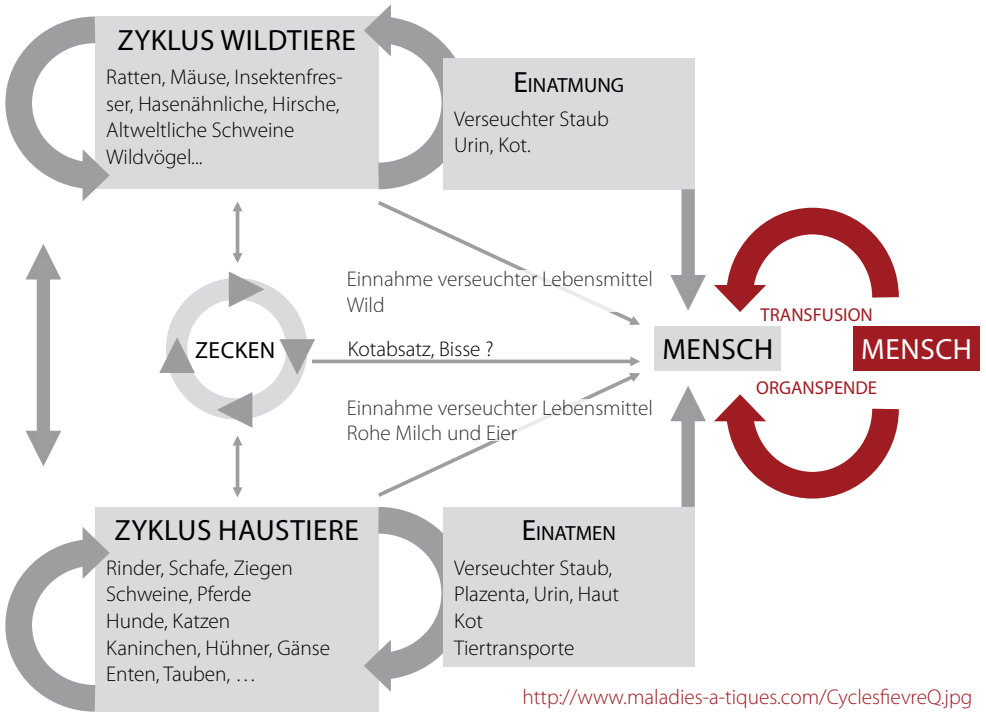 ZYKLUS WILDTIERE
Ratten, Mäuse, Insektenfres-
ser, Hasenähnliche, Hirsche,
Altweltliche Schweine
Wildvögel...
EINATMUNG
Verseuchter Staub
Urin, Kot.
Einnahme verseuchter Lebensmittel
Wild
ZECKEN
Kotabsatz, Bisse ?
Einnahme verseuchter Lebensmittel
Rohe Milch und Eier
TRANSFUSION
MENSCH
MENSCH
ORGANSPENDE
ZYKLUS HAUSTIERE
Rinder, Schafe, Ziegen
Schweine, Pferde
Hunde, Katzen
Kaninchen, Hühner, Gänse
Enten, Tauben, …
EINATMEN
Verseuchter Staub,
Plazenta, Urin, Haut
Kot
Tiertransporte
http://www.maladies-a-tiques.com/CyclesfievreQ.jpg